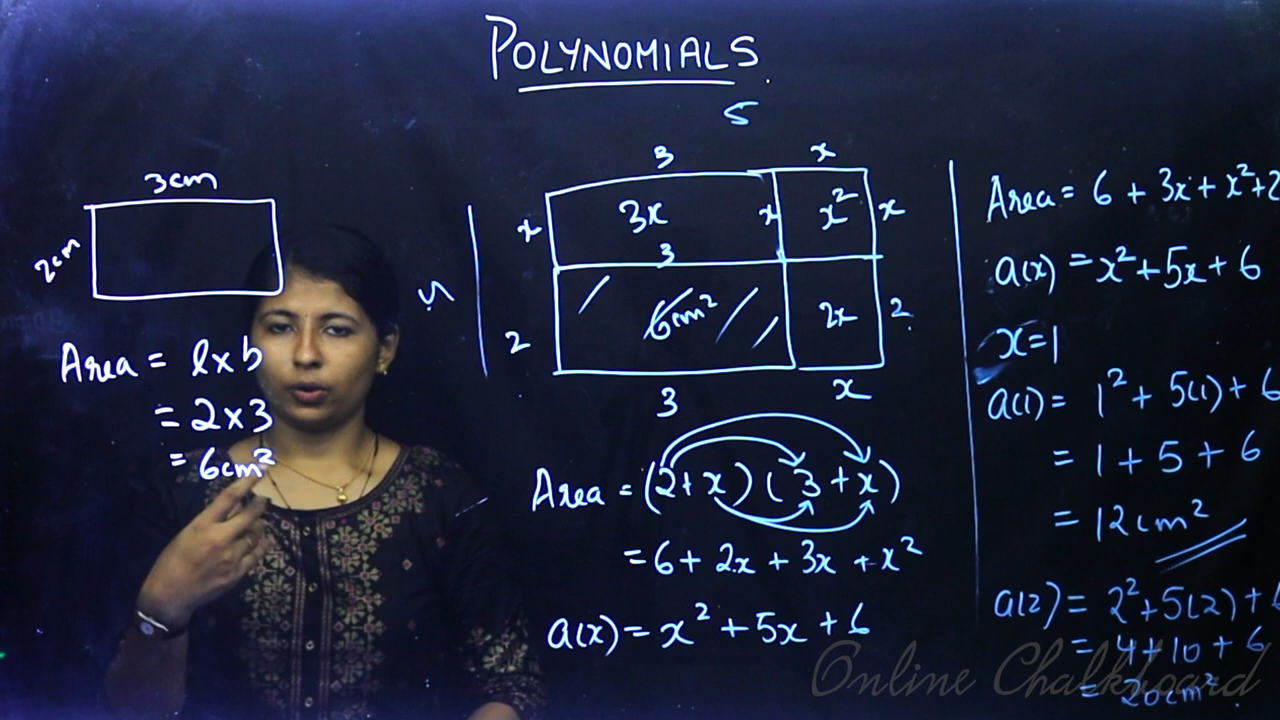 POLYNOMIALS
5
3cm
2cm
Area = l×b
= 2×3
= 6cm²
5
3
x
x
3x
x
x²
x
3
2
6cm²
2x
2
3
x
Area = (2+x)(3+x)
= 6+2x+3x+x²
a(x) = x²+5x+6
Area = 6+3x+x²+2
a(x) = x²+5x+6
x=1
a(1) = 1²+5(1)+6
= 1+5+6
= 12cm²
a(2) = 2²+5(2)+6
= 4+10+6
= 20cm²
Online Chalkboard